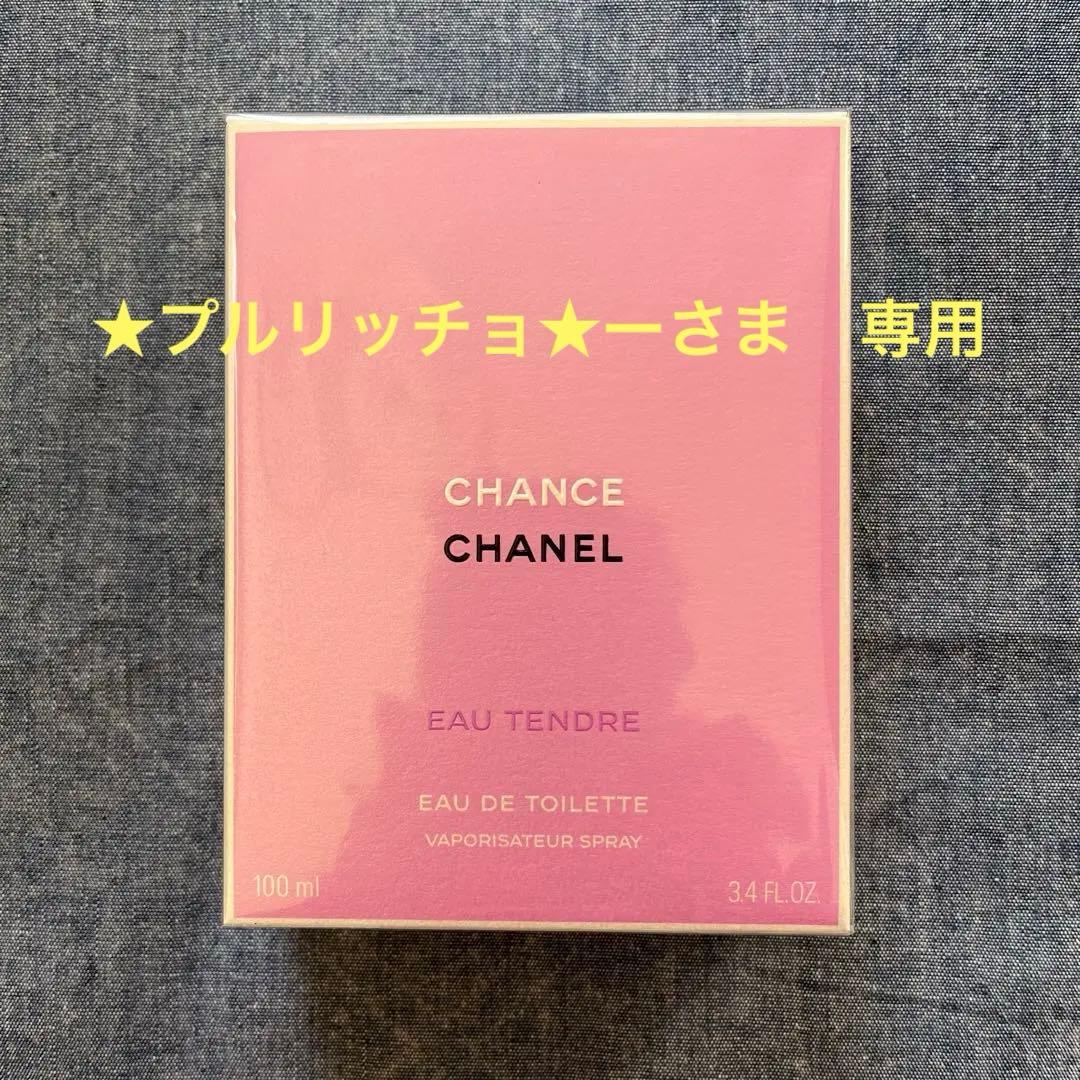 ★プルリッチョ★ーさま　専用
CHANCE
CHANEL
EAU TENDRE
EAU DE TOILETTE
VAPORISATEUR SPRAY
100 ml
3.4 FL.OZ.